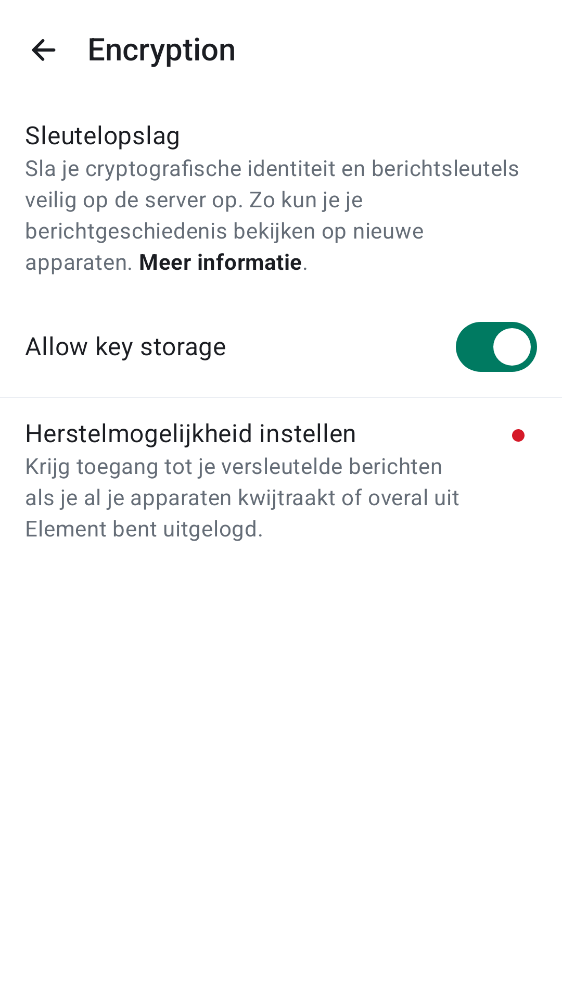 Encryption
Sleutelopslag
Sla je cryptografische identiteit en berichtsleutels
veilig op de server op. Zo kun je je
berichtgeschiedenis bekijken op nieuwe
apparaten. Meer informatie.
Allow key storage
Herstelmogelijkheid instellen
Krijg toegang tot je versleutelde berichten
als je al je apparaten kwijtraakt of overal uit
Element bent uitgelogd.